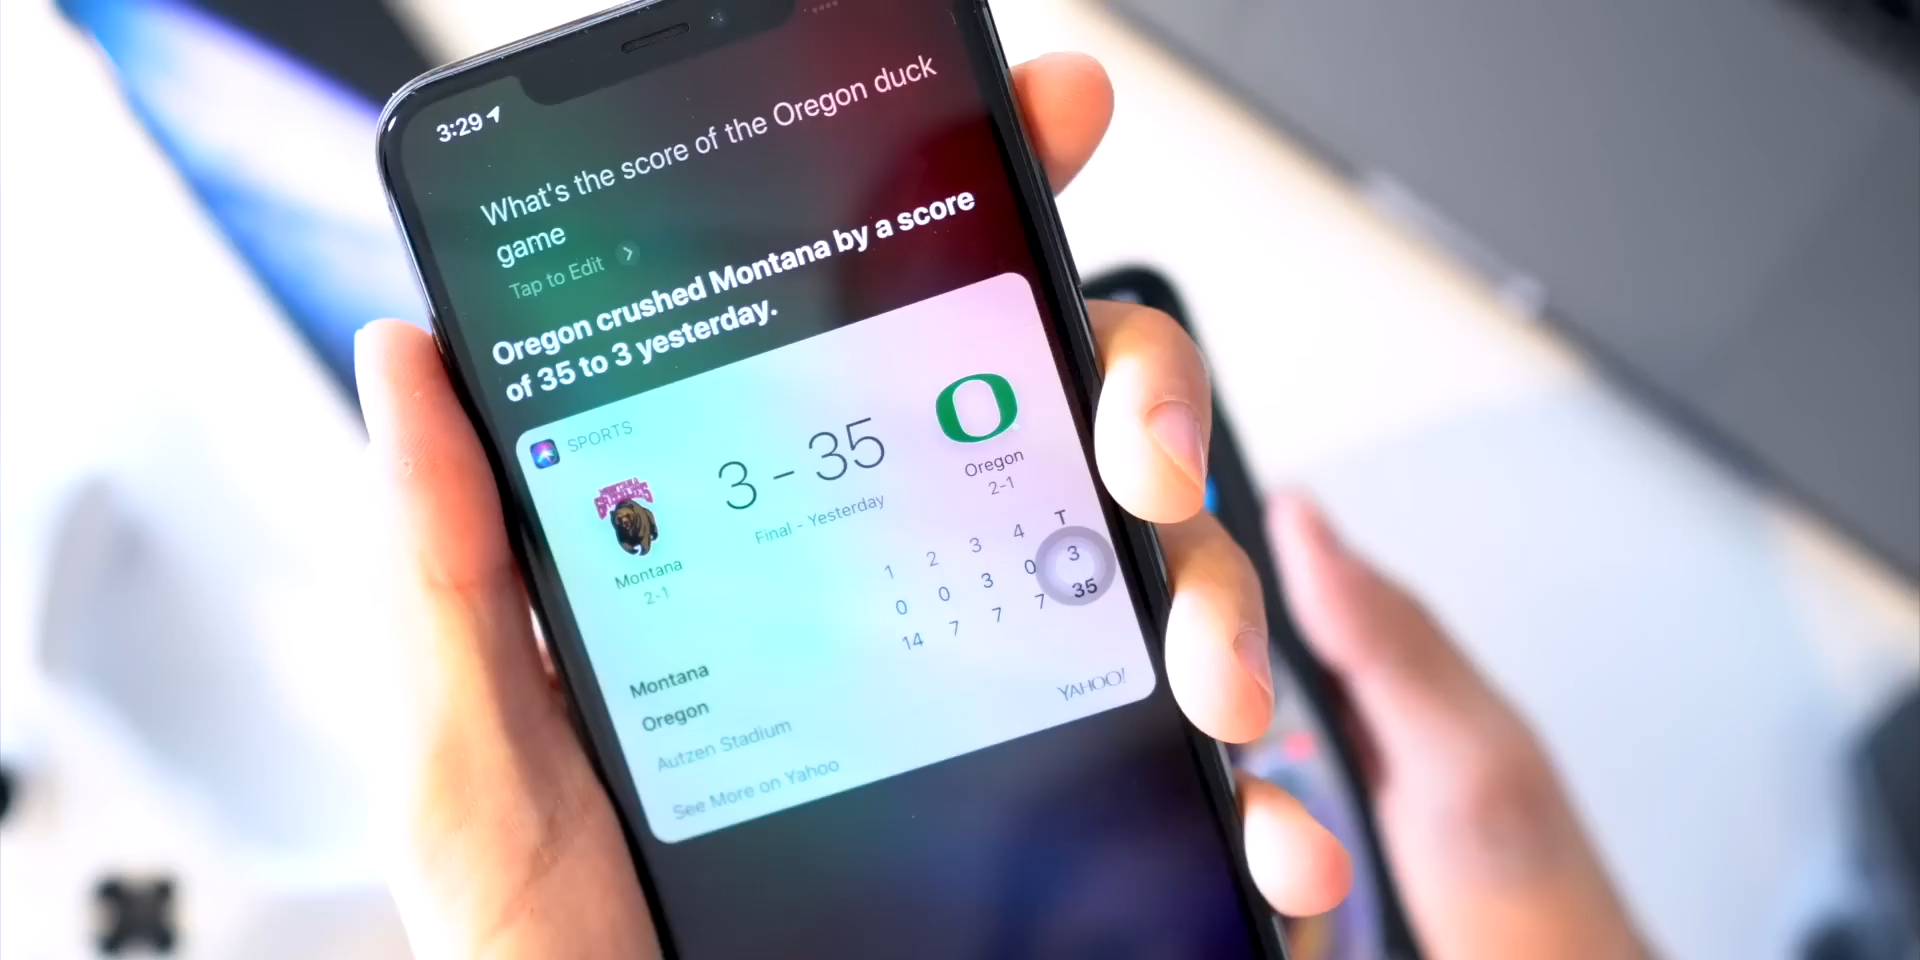 3:29
What's the score of the Oregon duck
game
Tap to Edit
Oregon crushed Montana by a score
of 35 to 3 yesterday.
SPORTS
3 - 35
Final - Yesterday
Montana
2-1
Oregon
2-1
1 2 3 4 T
Montana 0 0 3 0 3
Oregon 14 7 7 7 35
Autzen Stadium
See More on Yahoo
YAHOO!